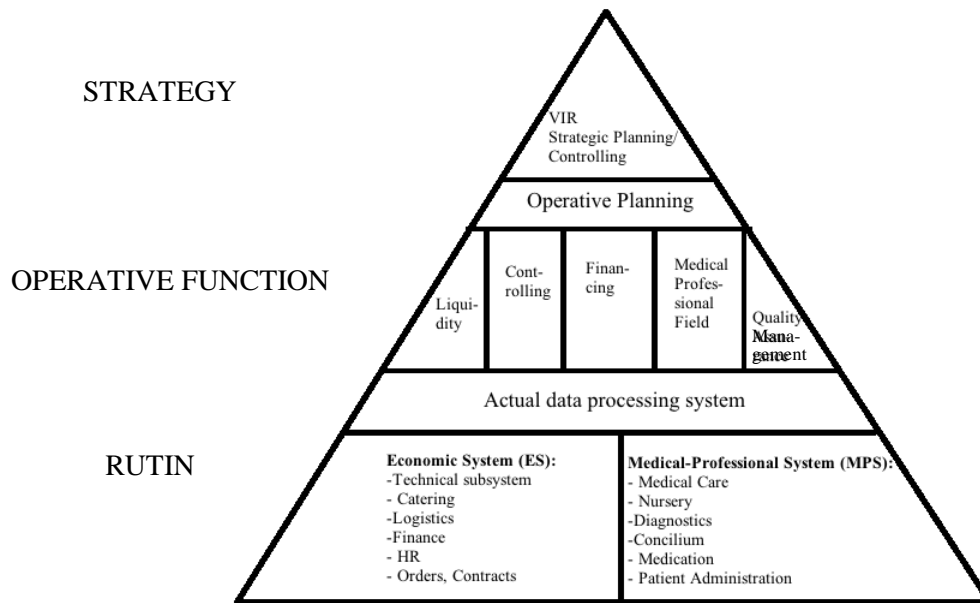 STRATEGY
VIR
Strategic Planning/
Controlling
Operative Planning
OPERATIVE FUNCTION
Liqui-
dity
Cont-
rolling
Finan-
cing
Medical
Profes-
sional
Field
Quality
Mana-
gement
Actual data processing system
RUTIN
Economic System (ES):
-Technical subsystem
- Catering
-Logistics
-Finance
- HR
- Orders, Contracts
Medical-Professional System (MPS):
- Medical Care
- Nursery
-Diagnostics
-Concilium
- Medication
- Patient Administration